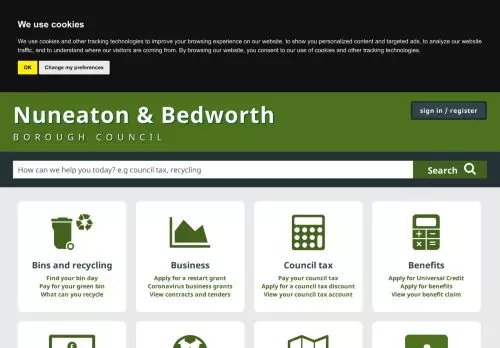 We use cookies
We use cookies and other tracking technologies to improve your browsing experience on our website, to show you personalized content and targeted ads, to analyze our website
traffic, and to understand where our visitors are coming from. By browsing our website, you consent to our use of cookies and other tracking technologies.
OK Change my preferences
Nuneaton & Bedworth
BOROUGH COUNCIL
sign in / register
How can we help you today? e.g council tax, recycling
Search
Bins and recycling
Find your bin day
Pay for your green bin
What can you recycle
Business
Apply for a restart grant
Coronavirus business grants
View contracts and tenders
Council tax
Pay your council tax
Apply for a council tax discount
View your council tax account
Benefits
Apply for Universal Credit
Apply for benefits
View your benefit claim